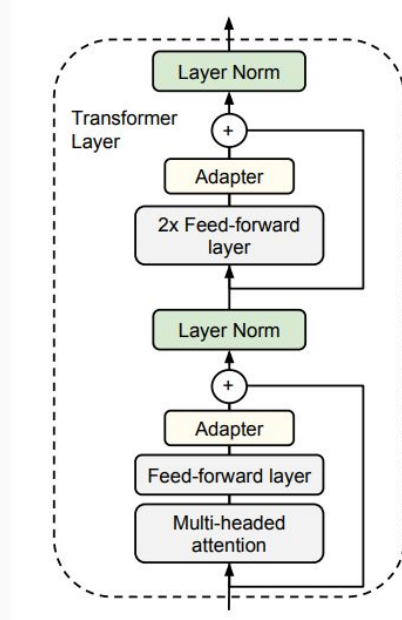 Layer Norm
Transformer
Layer
+
Adapter
2x Feed-forward
layer
Layer Norm
+
Adapter
Feed-forward layer
Multi-headed
attention